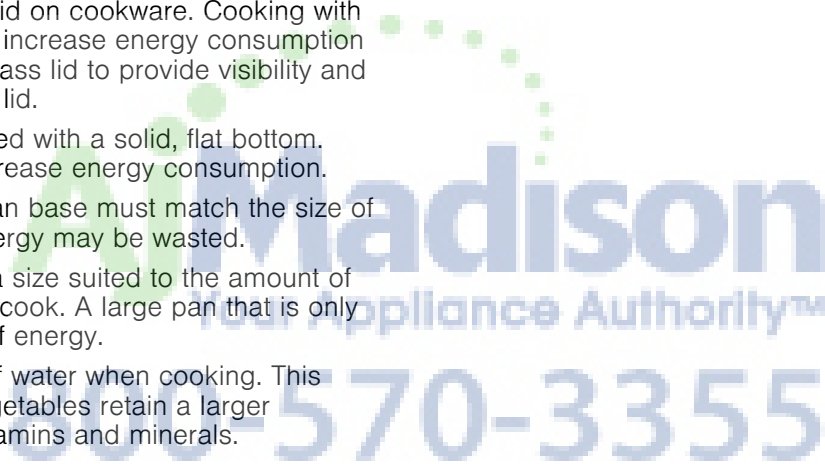 id on cookware. Cooking with
increase energy consumption
ass lid to provide visibility and
lid.
ed with a solid, flat bottom.
rease energy consumption.
an base must match the size of
ergy may be wasted.
a size suited to the amount of
cook. A large pan that is only
f energy.
f water when cooking. This
getables retain a larger
amins and minerals.
AjMadison
Your Appliance Authority™
800-570-3355